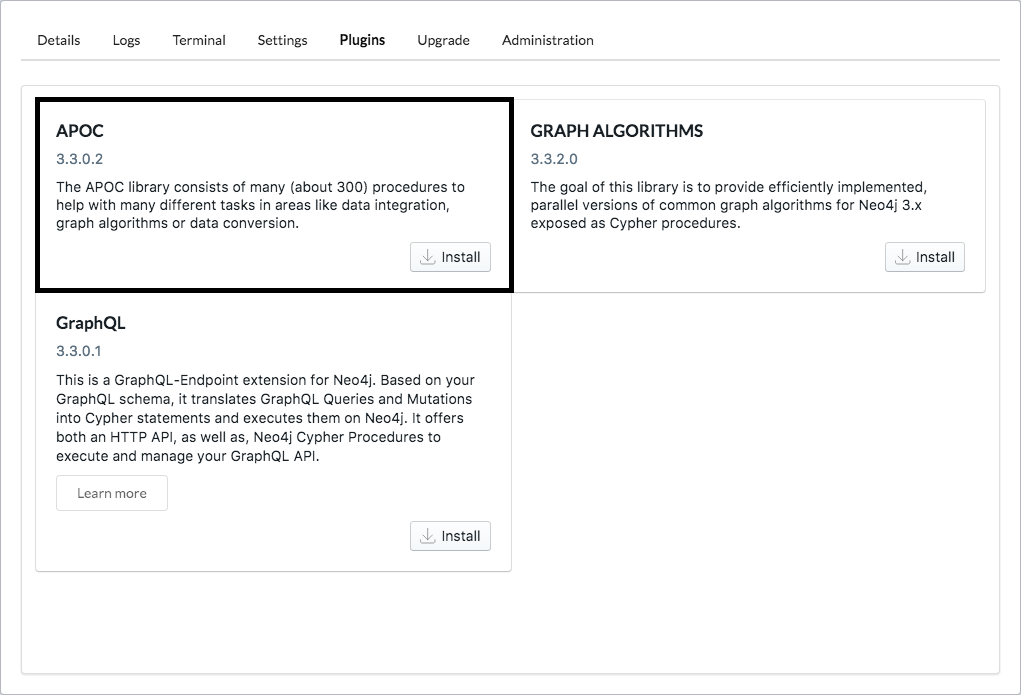 Details Logs Terminal Settings Plugins Upgrade Administration
APOC
3.3.0.2
The APOC library consists of many (about 300) procedures to
help with many different tasks in areas like data integration,
graph algorithms or data conversion.
Install
GRAPH ALGORITHMS
3.3.2.0
The goal of this library is to provide efficiently implemented,
parallel versions of common graph algorithms for Neo4j 3.x
exposed as Cypher procedures.
Install
GraphQL
3.3.0.1
This is a GraphQL-Endpoint extension for Neo4j. Based on your
GraphQL schema, it translates GraphQL Queries and Mutations
into Cypher statements and executes them on Neo4j. It offers
both an HTTP API, as well as, Neo4j Cypher Procedures to
execute and manage your GraphQL API.
Learn more
Install